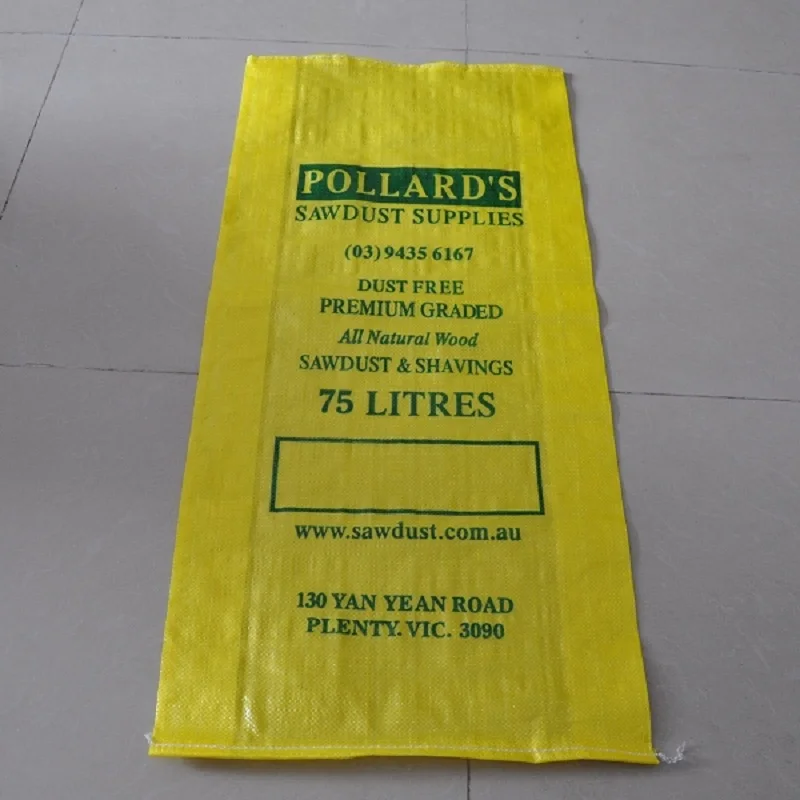 POLLARD'S
SAWDUST SUPPLIES
(03) 9435 6167
DUST FREE
PREMIUM GRADED
All Natural Wood
SAWDUST & SHAVINGS
75 LITRES
www.sawdust.com.au
130 YAN YEAN ROAD
PLENTY. VIC. 3090